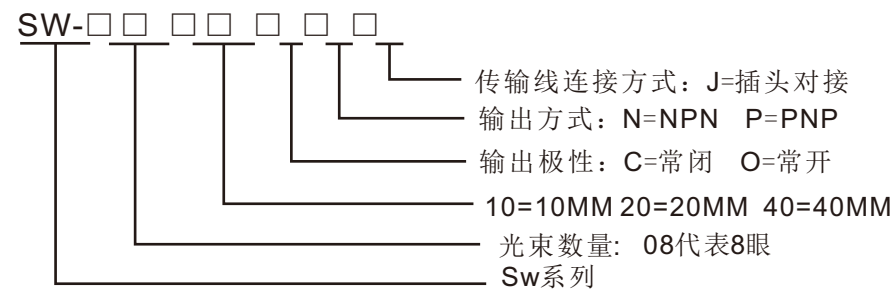 SW-□□ □□ □ □ □
传输线连接方式：J=插头对接
输出方式：N=NPN P=PNP
输出极性：C=常闭 O=常开
10=10MM 20=20MM 40=40MM
光束数量: 08代表8眼
Sw系列